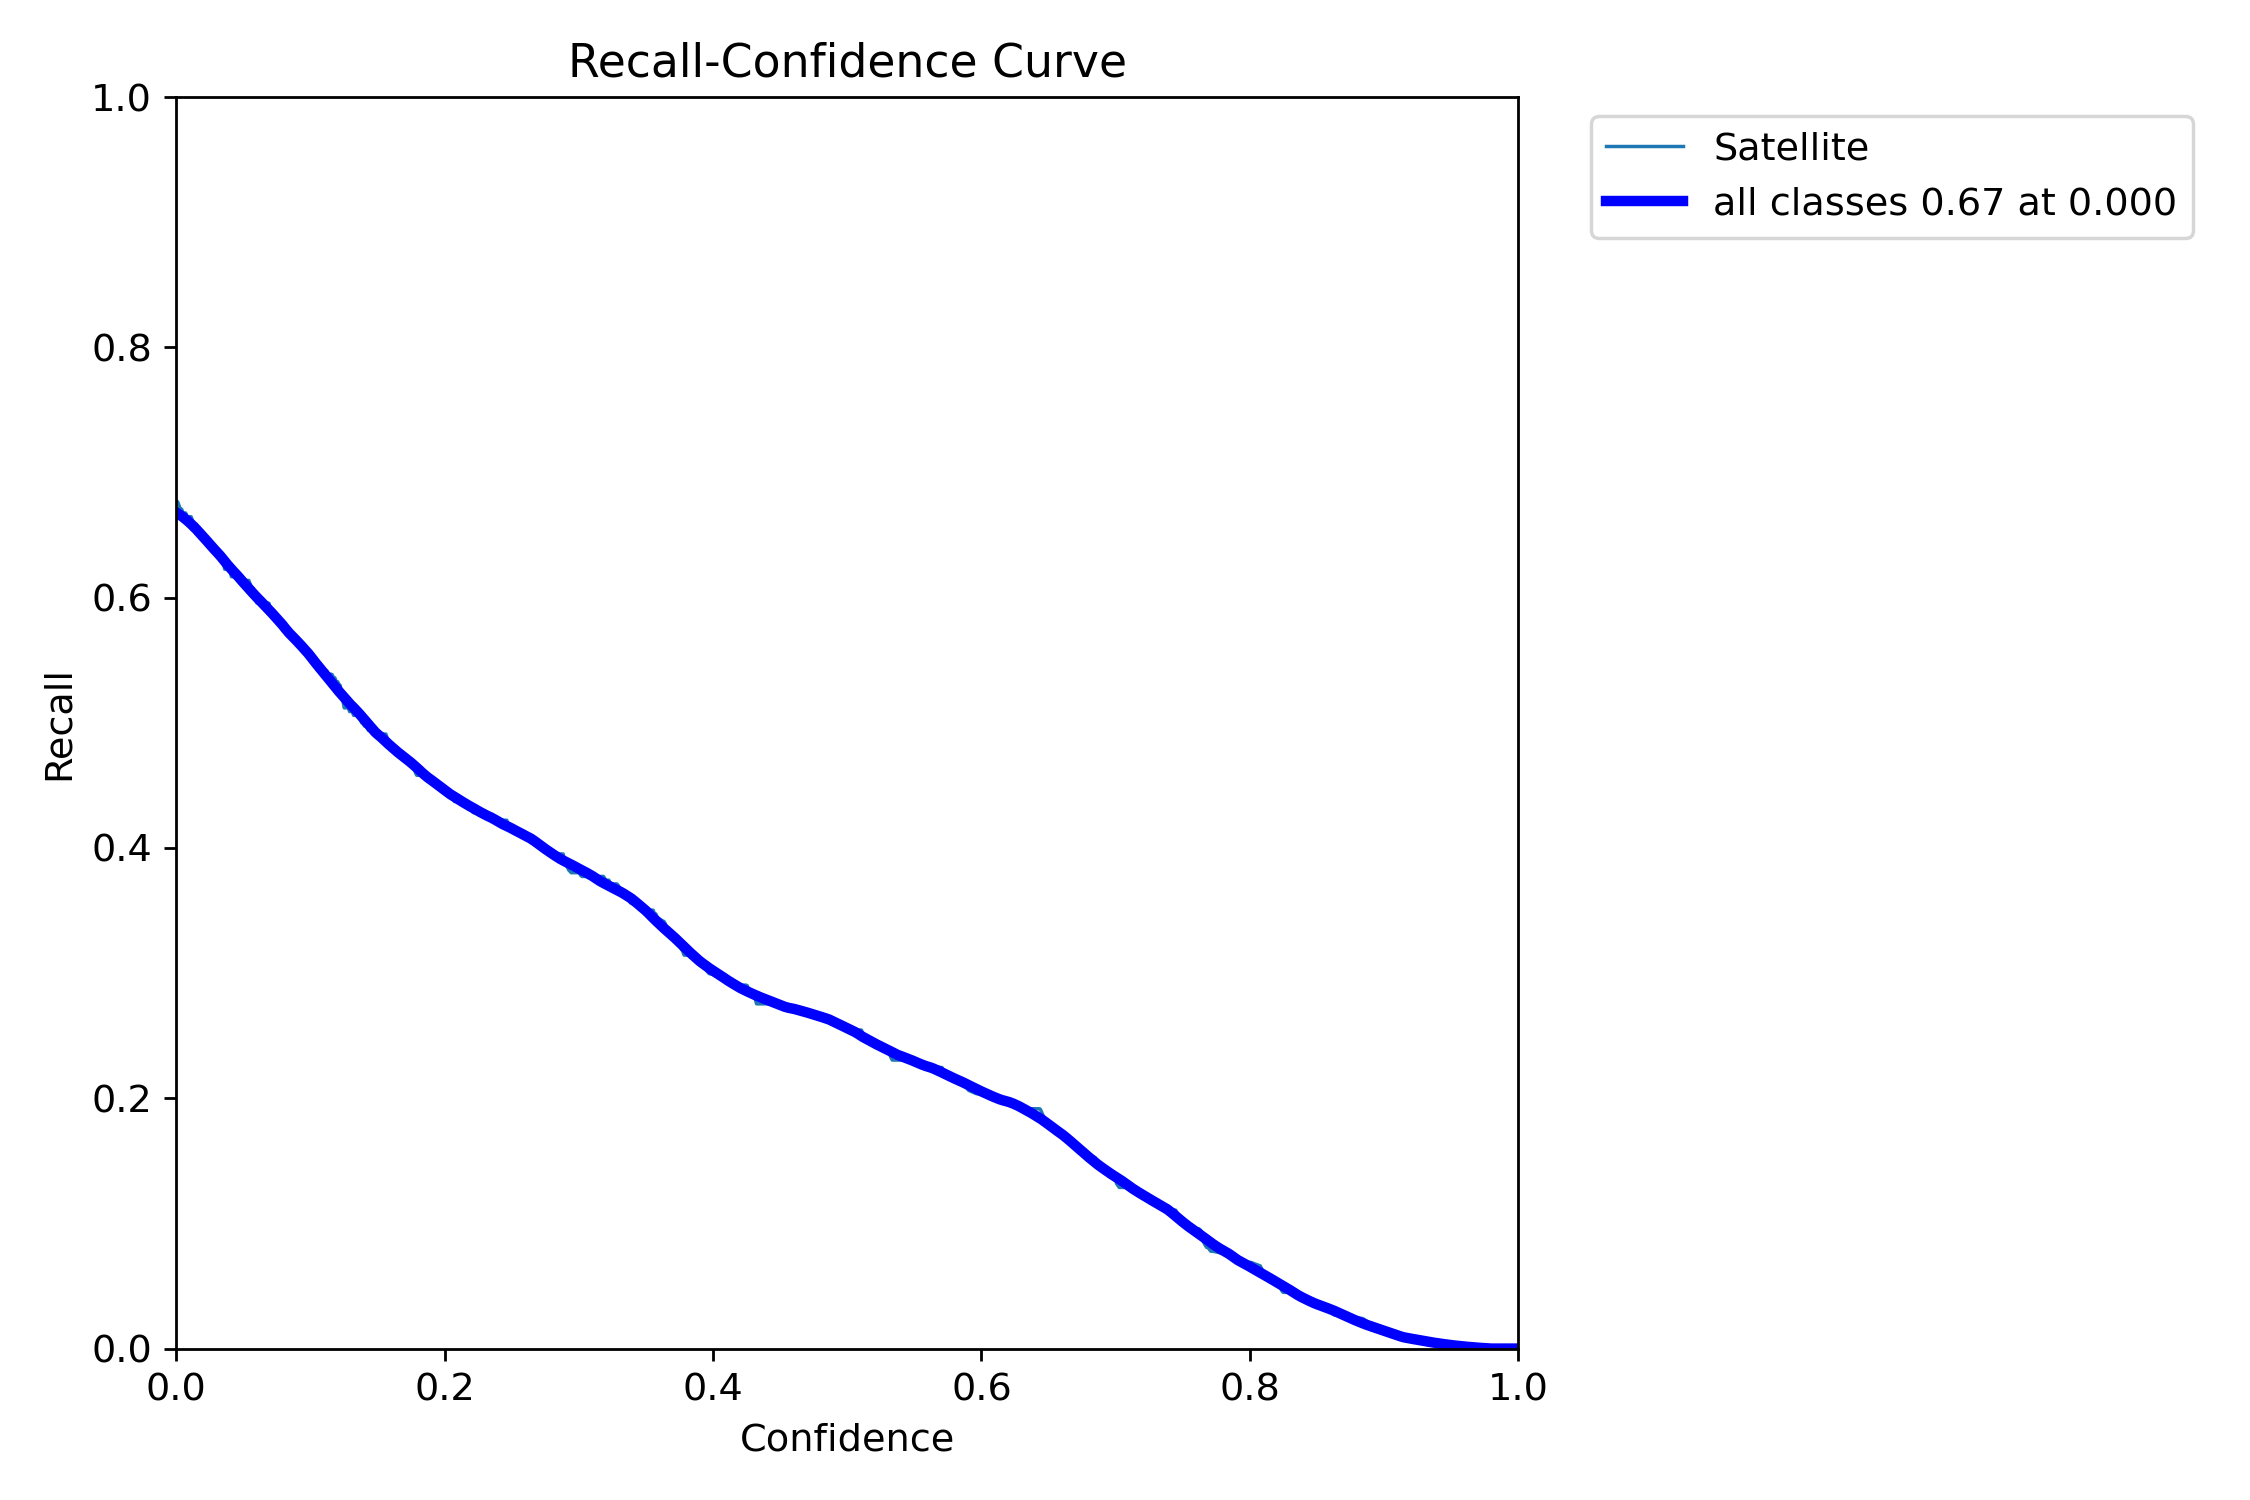 Recall-Confidence Curve
Satellite
all classes 0.67 at 0.000
1.0
0.8
0.6
0.4
0.2
0.0
Recall
0.0 0.2 0.4 0.6 0.8 1.0
Confidence